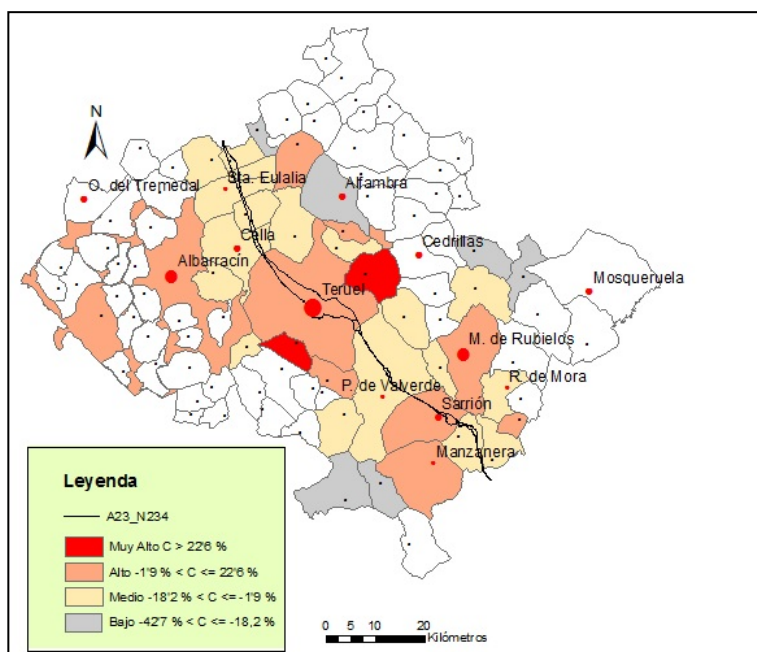 N
Sta. Eulalia
O. del Tremedal
Alfambra
Cella
Cedrillas
Albarracín
Teruel
Mosqueruela
M. de Rubielos
P. de Valverde
R. de Mora
Sarrión
Manzanera
Leyenda
A23_N234
Muy Alto C > 22'6 %
Alto -1'9 % < C <= 22'6 %
Medio -18'2 % < C <= -1'9 %
Bajo -42'7 % < C <= -18,2 %
0 5 10 20
Kilómetros